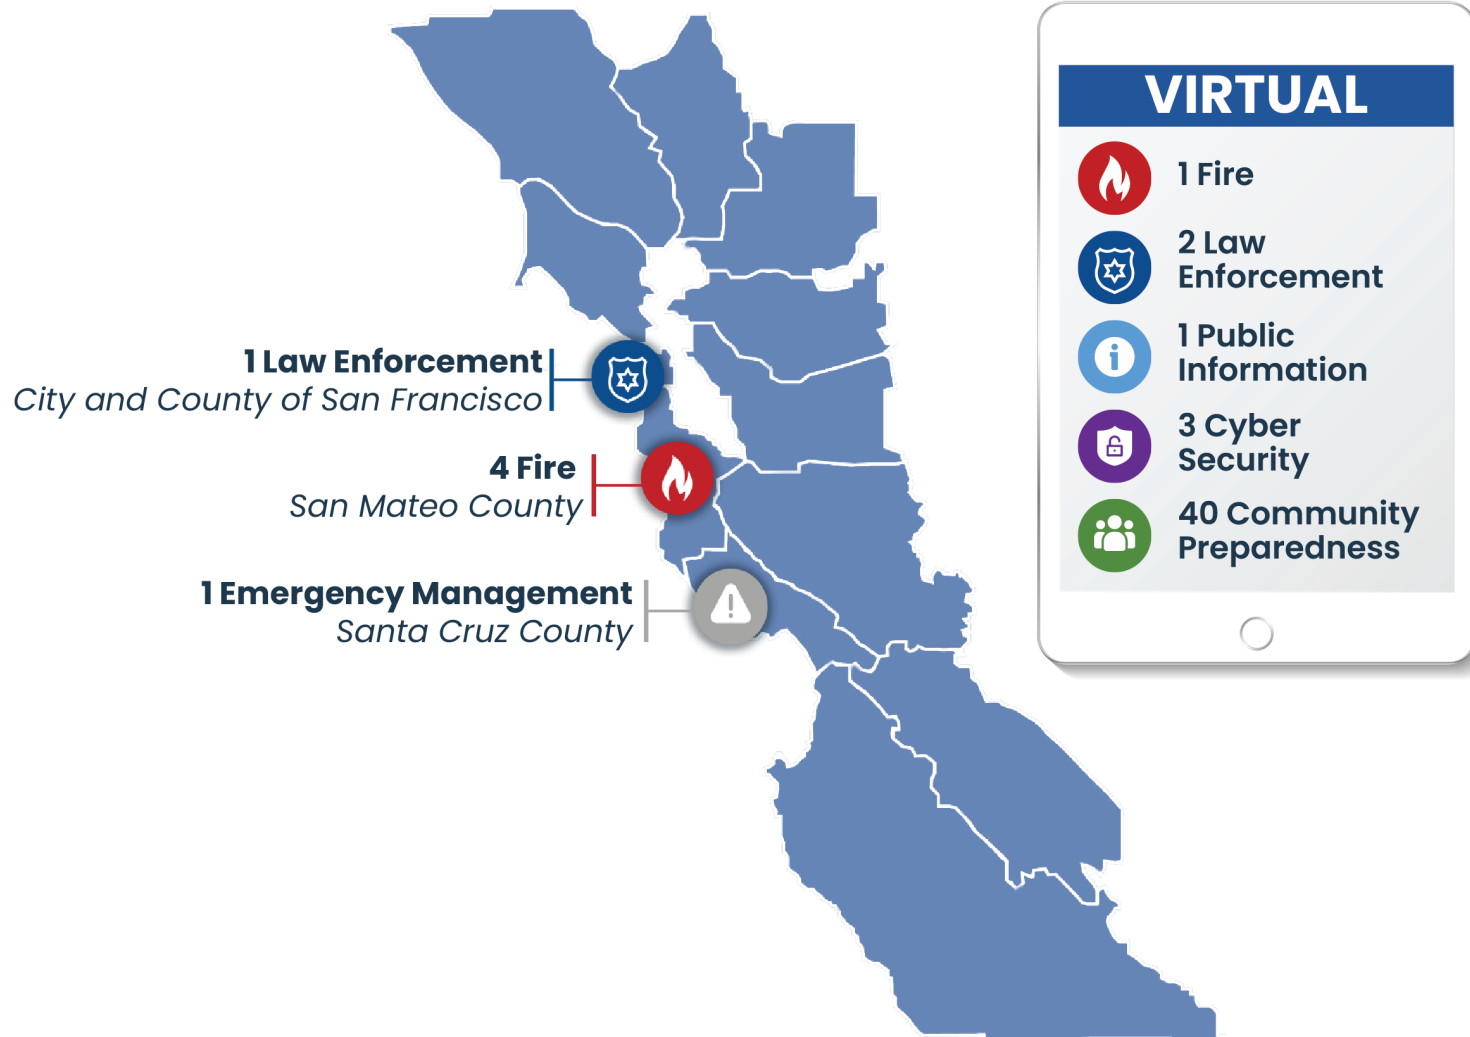 1 Law Enforcement
City and County of San Francisco
4 Fire
San Mateo County
1 Emergency Management
Santa Cruz County
VIRTUAL
1 Fire
2 Law
Enforcement
1 Public
Information
3 Cyber
Security
40 Community
Preparedness